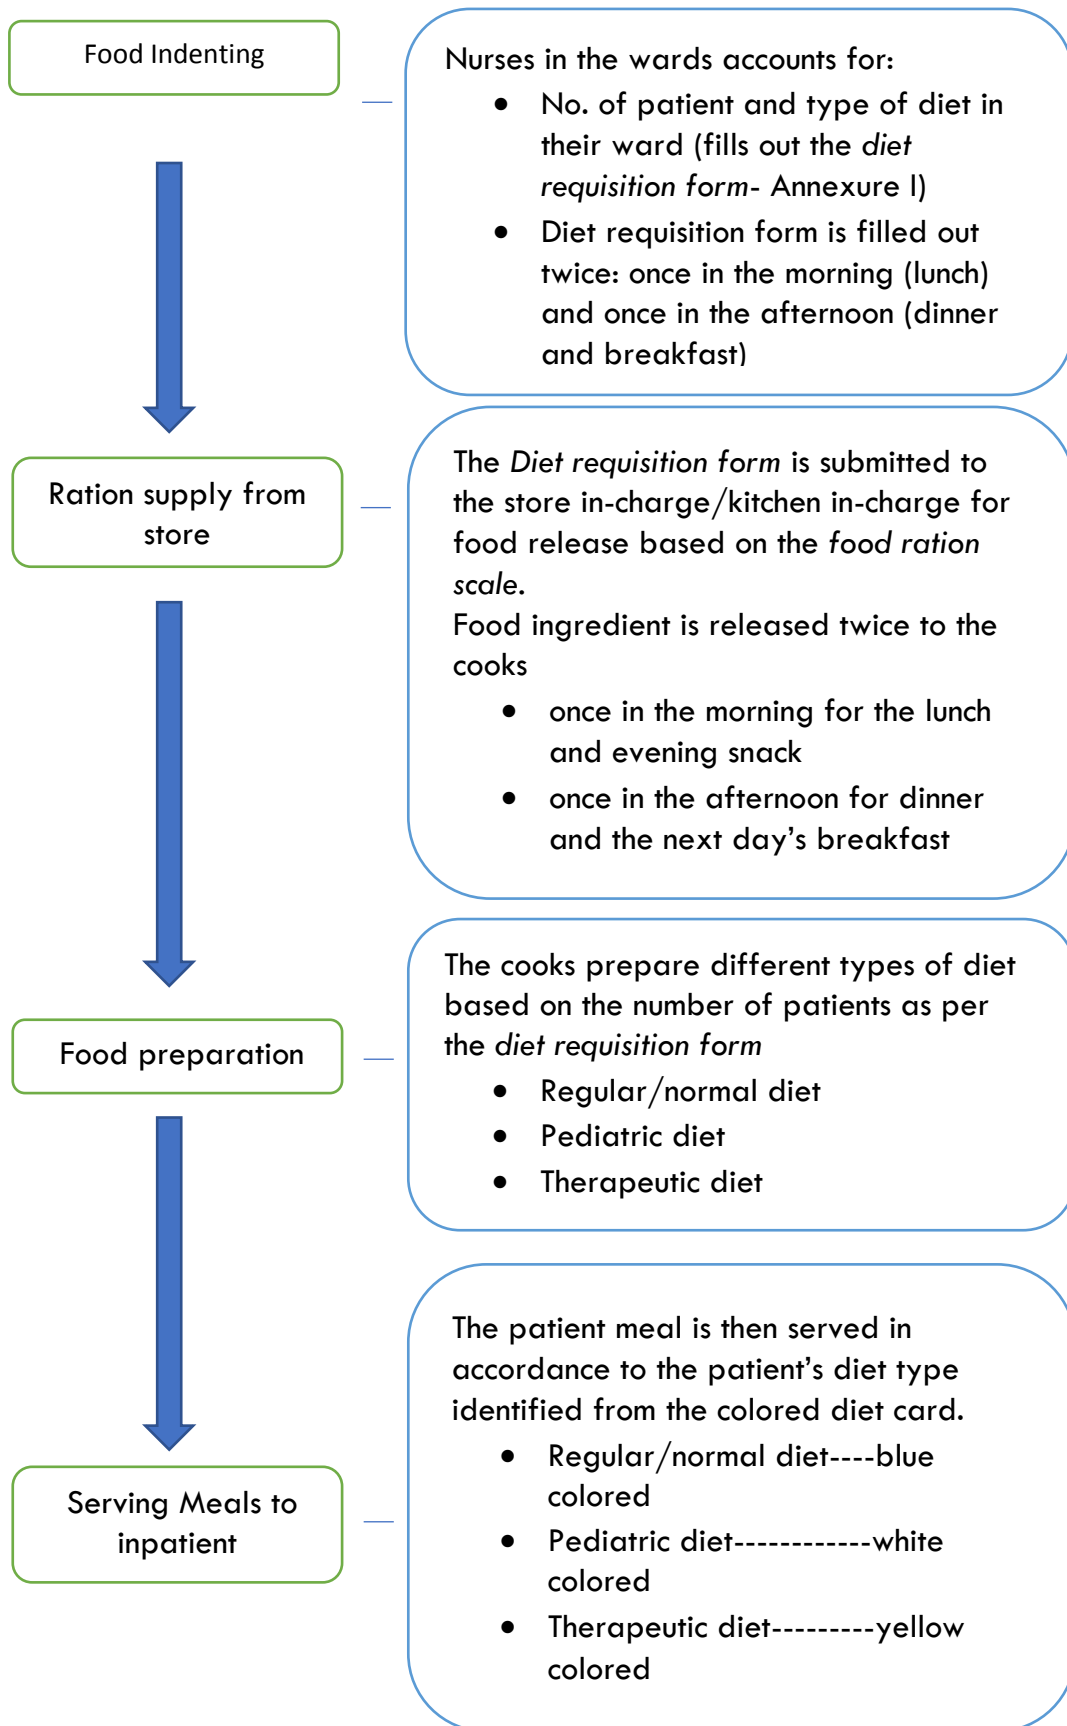 Food Indenting
Nurses in the wards accounts for:
• No. of patient and type of diet in
their ward (fills out the diet
requisition form- Annexure I)
• Diet requisition form is filled out
twice: once in the morning (lunch)
and once in the afternoon (dinner
and breakfast)
Ration supply from
store
The Diet requisition form is submitted to
the store in-charge/kitchen in-charge for
food release based on the food ration
scale.
Food ingredient is released twice to the
cooks
• once in the morning for the lunch
and evening snack
• once in the afternoon for dinner
and the next day's breakfast
Food preparation
The cooks prepare different types of diet
based on the number of patients as per
the diet requisition form
• Regular/normal diet
• Pediatric diet
• Therapeutic diet
Serving Meals to
inpatient
The patient meal is then served in
accordance to the patient's diet type
identified from the colored diet card.
• Regular/normal diet----blue
colored
• Pediatric diet------------white
colored
• Therapeutic diet---------yellow
colored